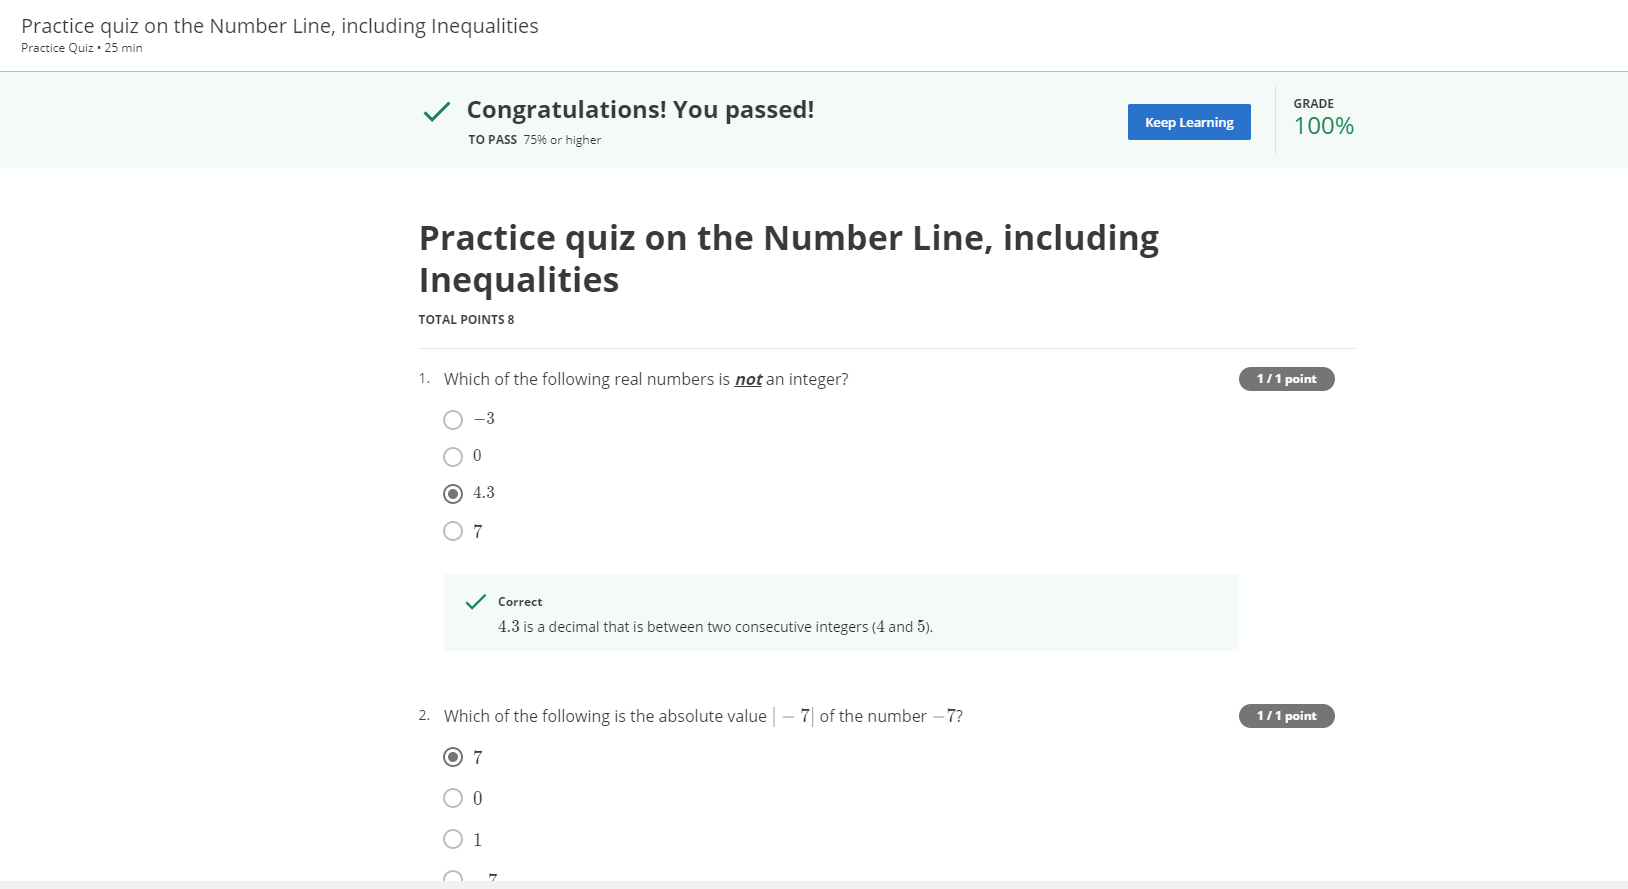 Practice quiz on the Number Line, including Inequalities
Practice Quiz • 25 min
Congratulations! You passed!
TO PASS 75% or higher
Keep Learning
GRADE
100%
Practice quiz on the Number Line, including
Inequalities
TOTAL POINTS 8
1. Which of the following real numbers is not an integer?
1 / 1 point
−3
0
4.3
7
Correct
4.3 is a decimal that is between two consecutive integers (4 and 5).
2. Which of the following is the absolute value | − 7| of the number −7?
1 / 1 point
7
0
1